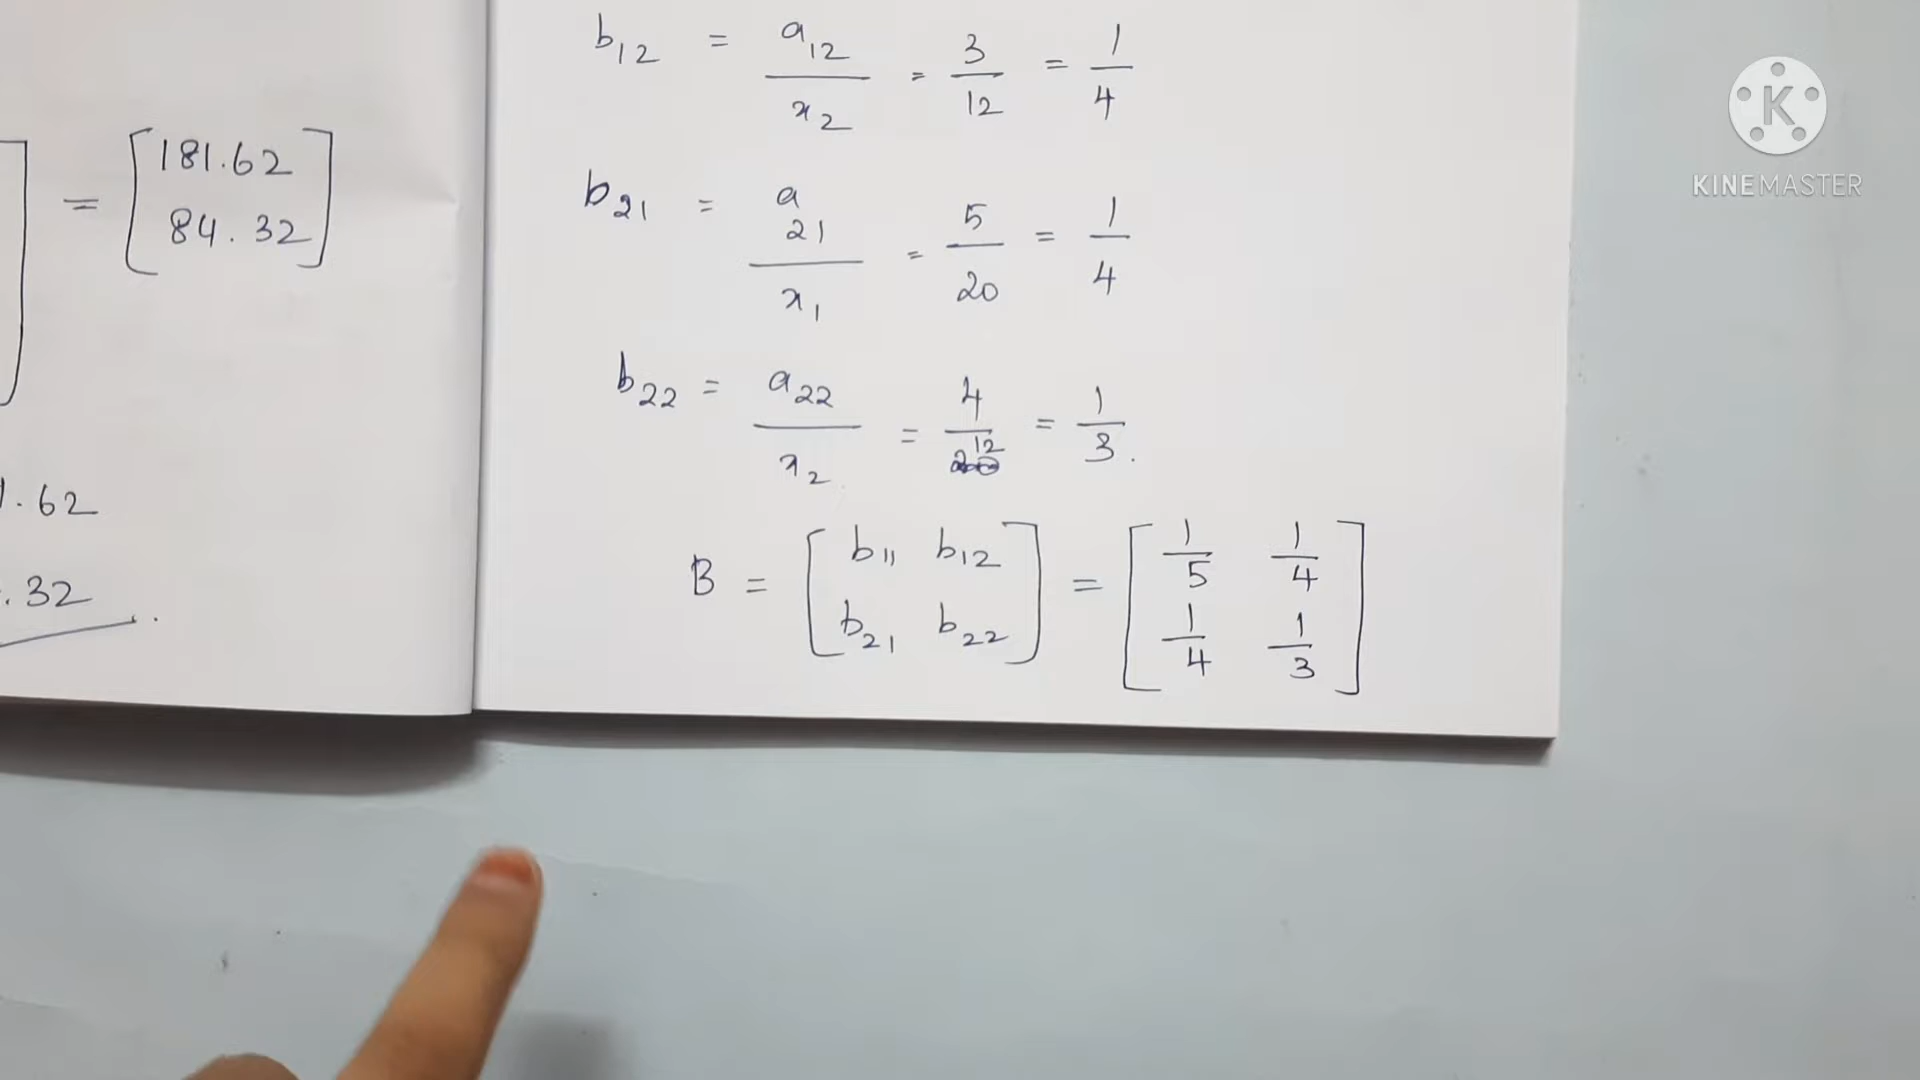 = [181.62
84.32]
1.62
.32
b12 = a12/x2 = 3/12 = 1/4
b21 = a21/x1 = 5/20 = 1/4
b22 = a22/x2 = 4/12 = 1/3.
B = [b11 b12
b21 b22] = [1/5 1/4
1/4 1/3]
K
KINEMASTER